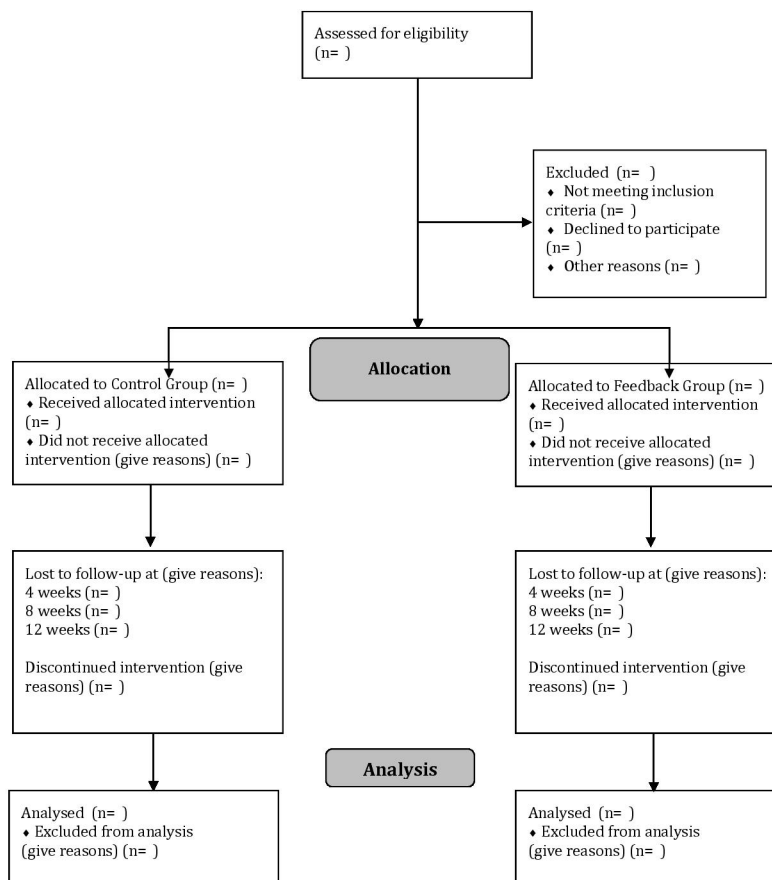 Assessed for eligibility
(n= )
Excluded (n= )
♦ Not meeting inclusion
criteria (n= )
♦ Declined to participate
(n= )
♦ Other reasons (n= )
Allocation
Allocated to Control Group (n= )
♦ Received allocated intervention
(n= )
♦ Did not receive allocated
intervention (give reasons) (n= )
Allocated to Feedback Group (n= )
♦ Received allocated intervention
(n= )
♦ Did not receive allocated
intervention (give reasons) (n= )
Lost to follow-up at (give reasons):
4 weeks (n= )
8 weeks (n= )
12 weeks (n= )
Discontinued intervention (give
reasons) (n= )
Lost to follow-up at (give reasons):
4 weeks (n= )
8 weeks (n= )
12 weeks (n= )
Discontinued intervention (give
reasons) (n= )
Analysis
Analysed (n= )
♦ Excluded from analysis
(give reasons) (n= )
Analysed (n= )
♦ Excluded from analysis
(give reasons) (n= )